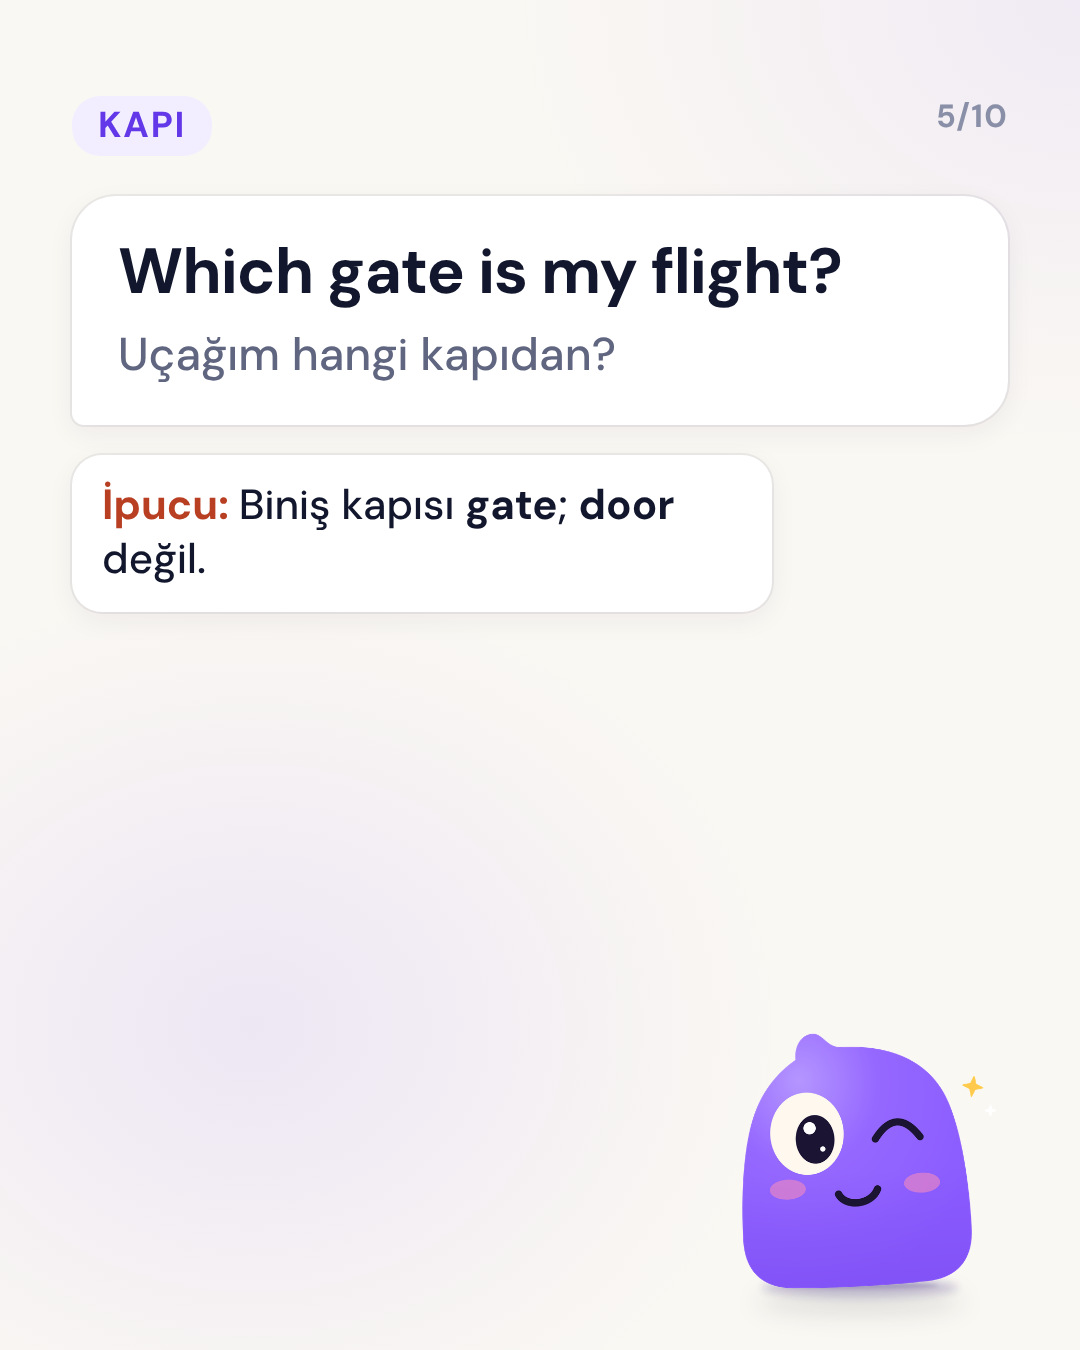 KAPI
5/10
Which gate is my flight?
Uçağım hangi kapıdan?
İpucu: Biniş kapısı gate; door
değil.